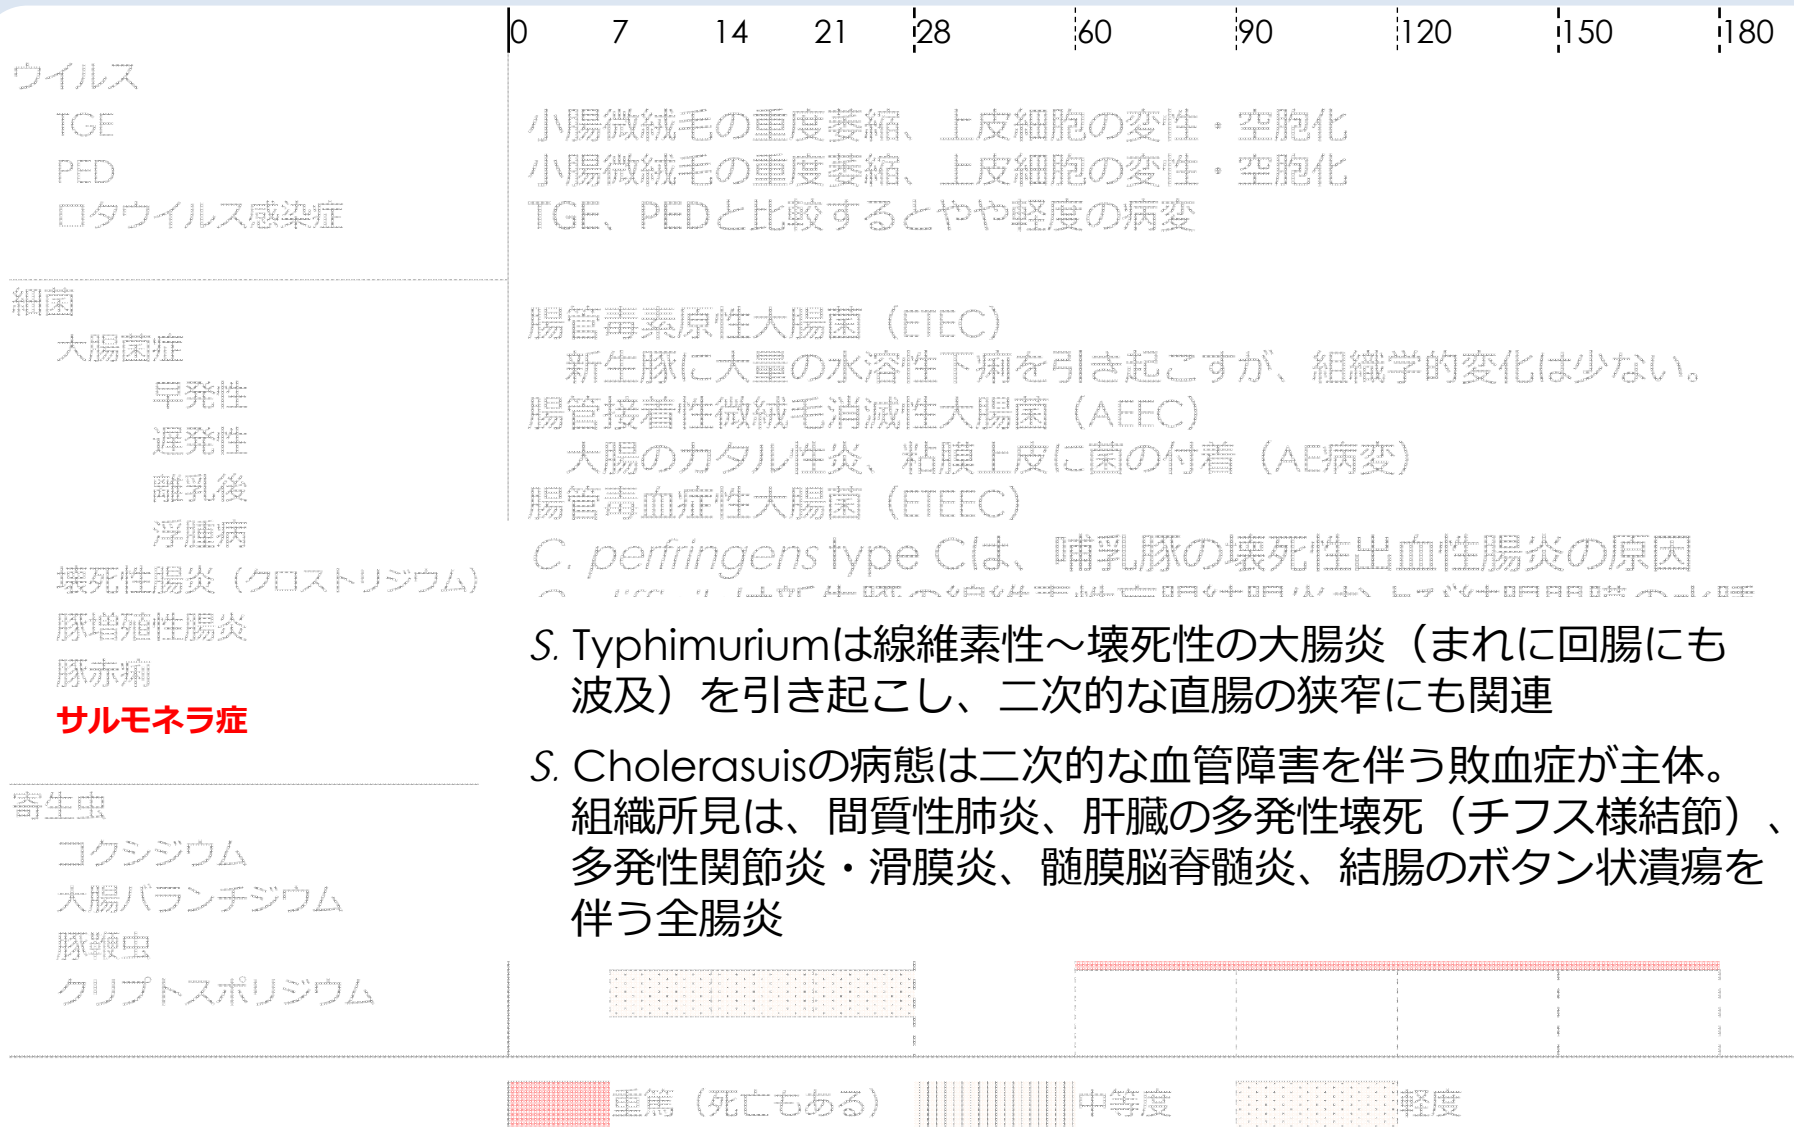 0 7 14 21 28 60 90 120 150 180
ウイルス
TGE 小腸微絨毛の重度萎縮、上皮細胞の変性・空胞化
PED 小腸微絨毛の重度萎縮、上皮細胞の変性・空胞化
ロタウイルス感染症 TGE、PEDと比較するとやや軽度の病変
細菌
大腸菌症
早発性
遅発性
離乳後
浮腫病
壊死性腸炎（クロストリジウム）
豚増殖性腸炎
豚赤痢
サルモネラ症
腸管毒素原性大腸菌（ETEC）
新生豚に大量の水溶性下痢を引き起こすが、組織学的変化は少ない。
腸管接着性微絨毛消滅性大腸菌（AEEC）
大腸のカタル性炎、粘膜上皮に菌の付着（AE病変）
腸管毒血症性大腸菌（ETEEC）
C. perfringens type Cは、哺乳豚の壊死性出血性腸炎の原因
S. Typhimuriumは線維素性～壊死性の大腸炎（まれに回腸にも
波及）を引き起こし、二次的な直腸の狭窄にも関連
S. Cholerasuisの病態は二次的な血管障害を伴う敗血症が主体。
組織所見は、間質性肺炎、肝臓の多発性壊死（チフス様結節）、
多発性関節炎・滑膜炎、髄膜脳脊髄炎、結腸のボタン状潰瘍を
伴う全腸炎
寄生虫
コクシジウム
大腸バランチジウム
豚鞭虫
クリプトスポリジウム
重篤（死亡もある） 中等度 軽度